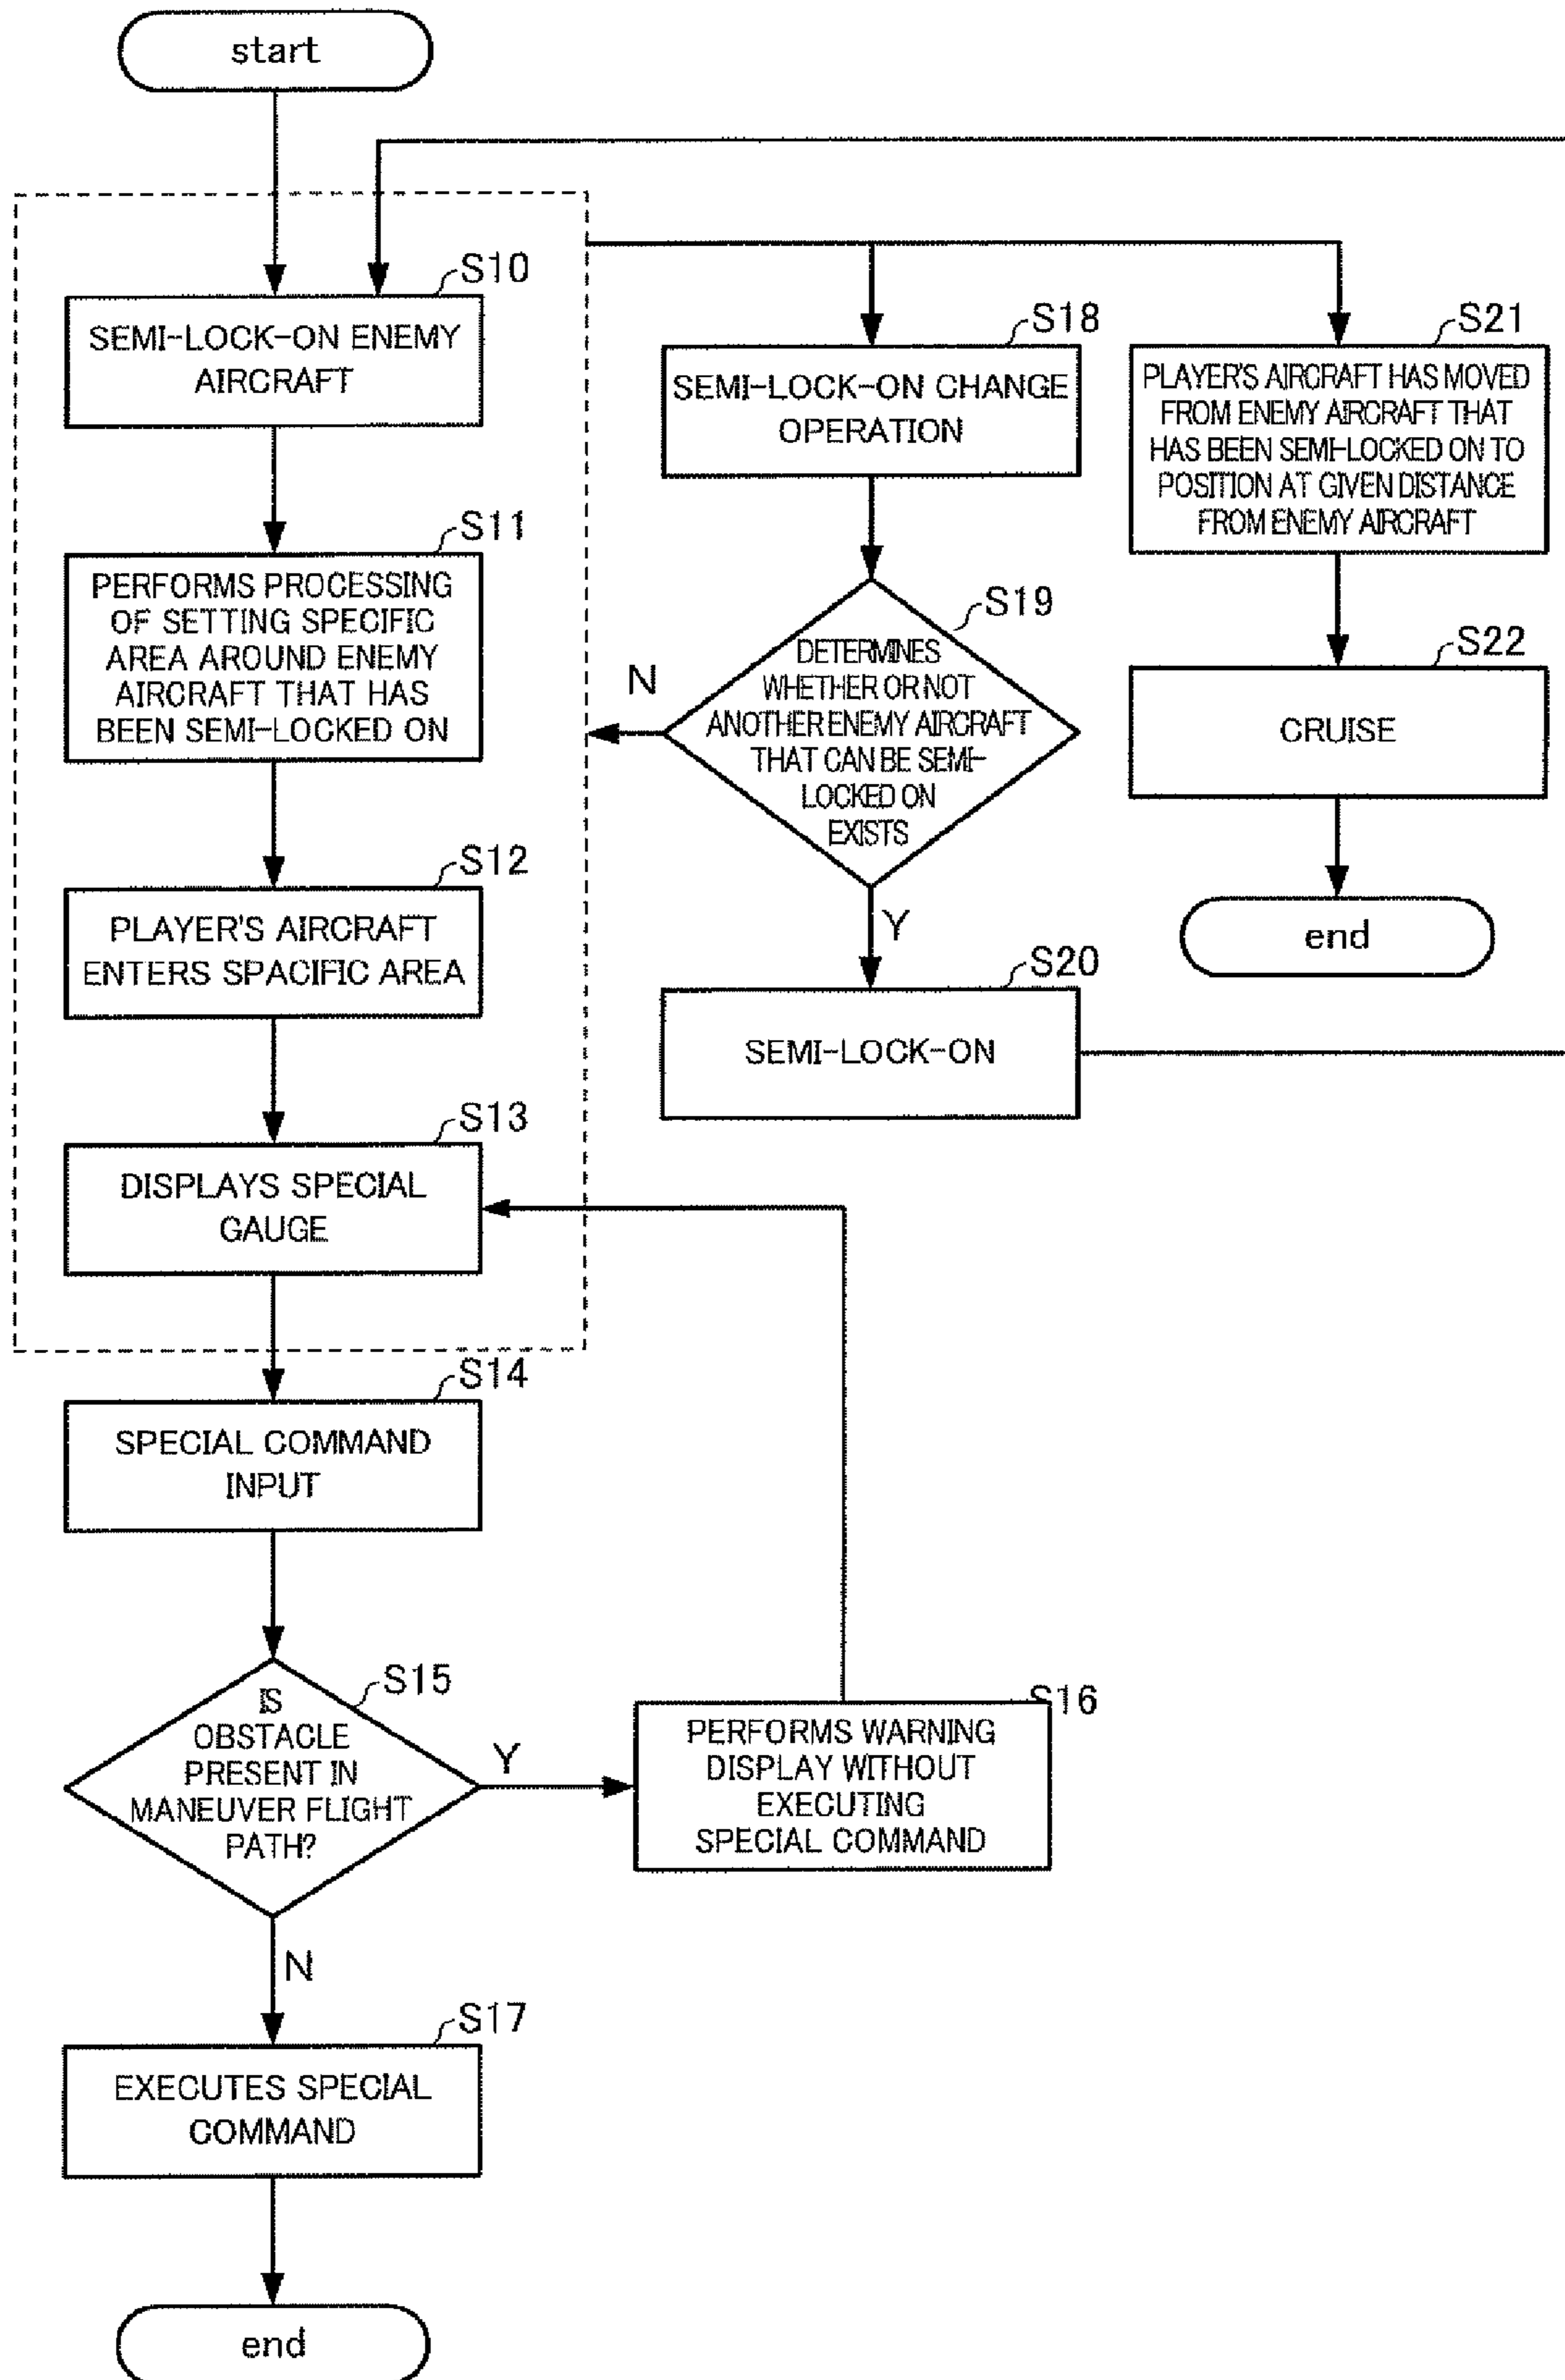 start
S10
SEMI-LOCK-ON ENEMY
AIRCRAFT
S11
PERFORMS PROCESSING
OF SETTING SPECIFIC
AREA AROUND ENEMY
AIRCRAFT THAT HAS
BEEN SEMI-LOCKED ON
S12
PLAYER'S AIRCRAFT
ENTERS SPACIFIC AREA
S13
DISPLAYS SPECIAL
GAUGE
S14
SPECIAL COMMAND
INPUT
S15
IS
OBSTACLE
PRESENT IN
MANEUVER FLIGHT
PATH?
Y
N
S16
PERFORMS WARNING
DISPLAY WITHOUT
EXECUTING
SPECIAL COMMAND
S17
EXECUTES SPECIAL
COMMAND
end
S18
SEMI-LOCK-ON CHANGE
OPERATION
S19
DETERMINES
WHETHER OR NOT
ANOTHER ENEMY AIRCRAFT
THAT CAN BE SEMI-
LOCKED ON
EXISTS
N
Y
S20
SEMI-LOCK-ON
S21
PLAYER'S AIRCRAFT HAS MOVED
FROM ENEMY AIRCRAFT THAT
HAS BEEN SEMI-LOCKED ON TO
POSITION AT GIVEN DISTANCE
FROM ENEMY AIRCRAFT
S22
CRUISE
end